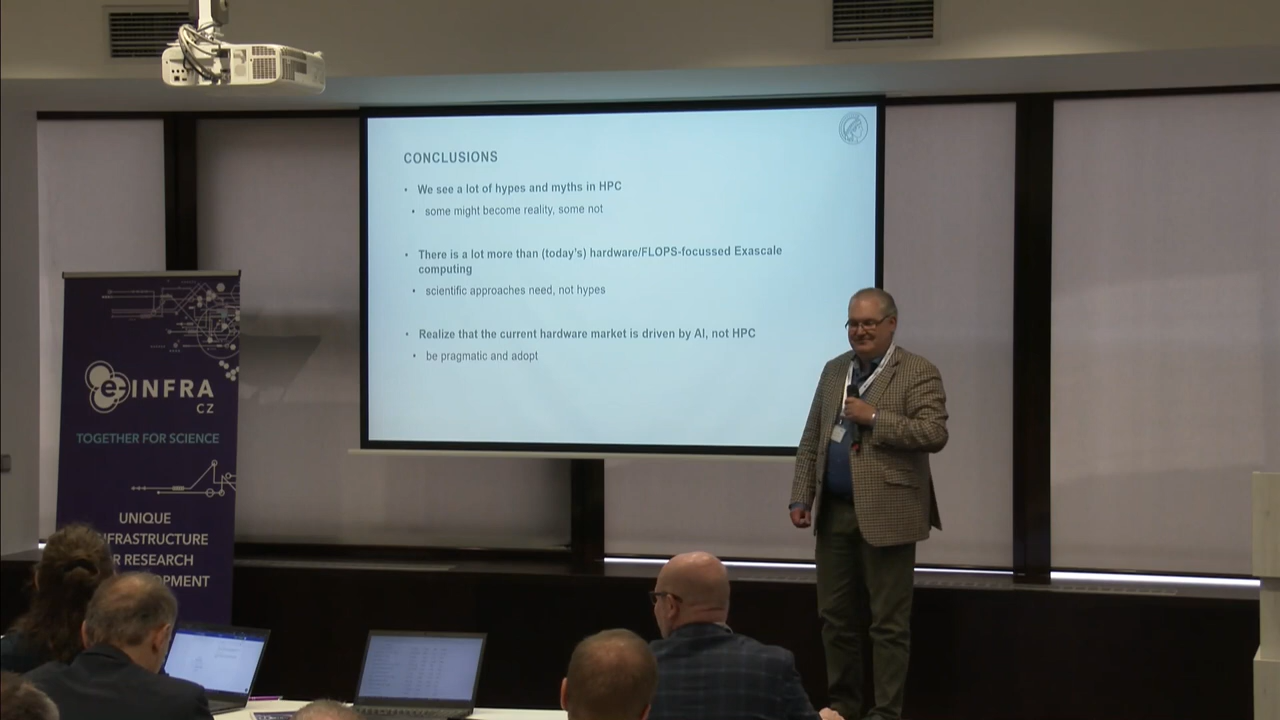 CONCLUSIONS
• We see a lot of hypes and myths in HPC
• some might become reality, some not
• There is a lot more than (today's) hardware/FLOPS-focussed Exascale
computing
• scientific approaches need, not hypes
• Realize that the current hardware market is driven by AI, not HPC
• be pragmatic and adopt
e-INFRA
CZ
TOGETHER FOR SCIENCE
UNIQUE
FRASTRUCTURE
R RESEARCH
OPMENT